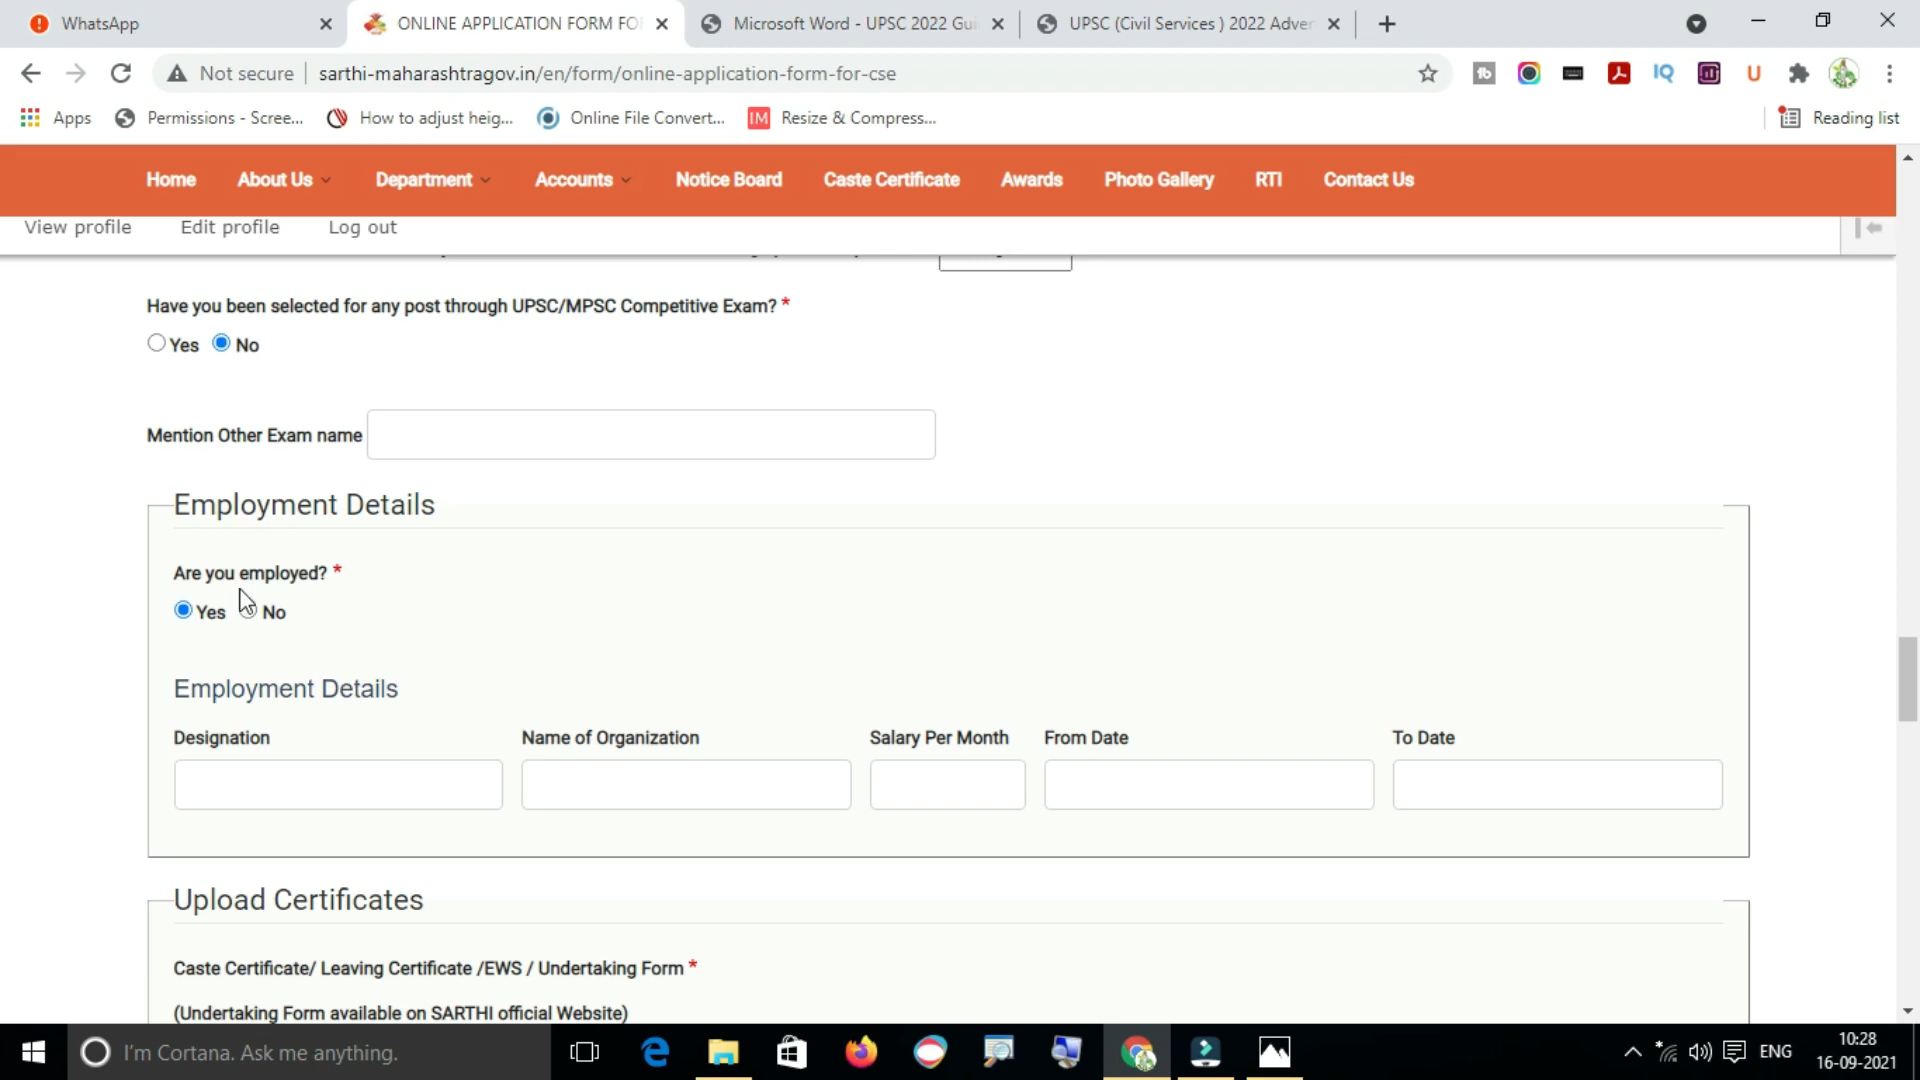 WhatsApp
ONLINE APPLICATION FORM FO
Microsoft Word - UPSC 2022 Gui
UPSC (Civil Services ) 2022 Adver
Not secure
sarthi-maharashtragov.in/en/form/online-application-form-for-cse
Apps
Permissions - Scree...
How to adjust heig...
Online File Convert...
IM
Resize & Compress...
Reading list
Home
About Us
Department
Accounts
Notice Board
Caste Certificate
Awards
Photo Gallery
RTI
Contact Us
View profile
Edit profile
Log out
Have you been selected for any post through UPSC/MPSC Competitive Exam? *
Yes No
Mention Other Exam name
Employment Details
Are you employed? *
Yes No
Employment Details
Designation
Name of Organization
Salary Per Month
From Date
To Date
Upload Certificates
Caste Certificate/ Leaving Certificate /EWS / Undertaking Form *
(Undertaking Form available on SARTHI official Website)
I'm Cortana. Ask me anything.
ENG
10:28
16-09-2021